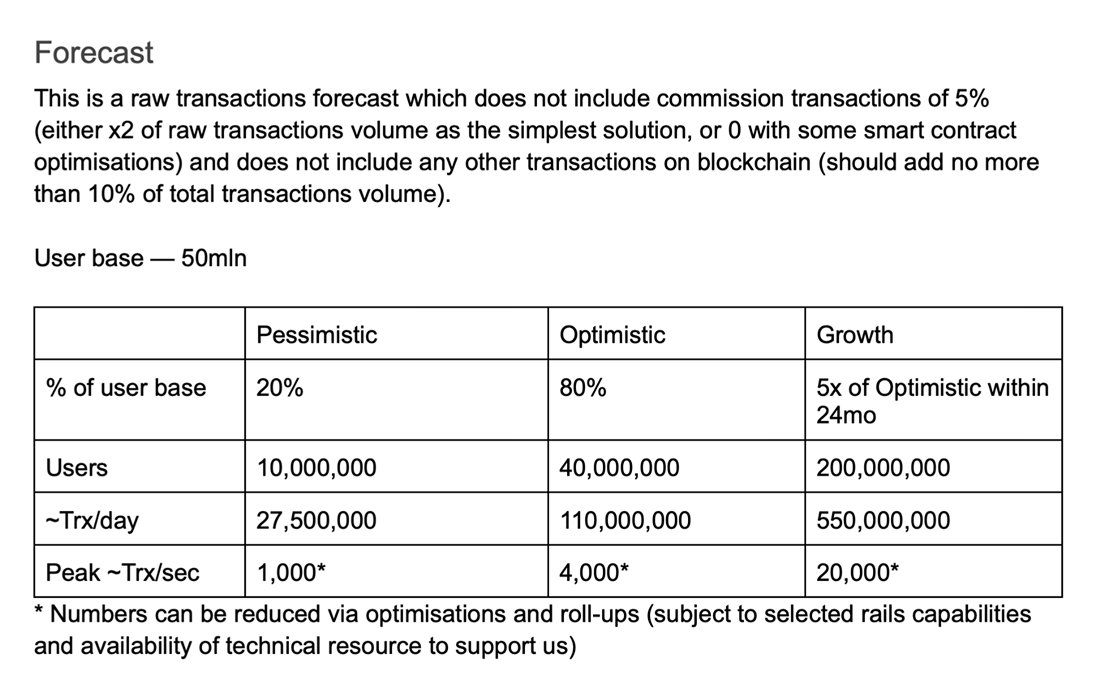 Forecast
This is a raw transactions forecast which does not include commission transactions of 5%
(either x2 of raw transactions volume as the simplest solution, or 0 with some smart contract
optimisations) and does not include any other transactions on blockchain (should add no more
than 10% of total transactions volume).
User base — 50mln
Pessimistic Optimistic Growth
% of user base 20% 80% 5x of Optimistic within
24mo
Users 10,000,000 40,000,000 200,000,000
~Trx/day 27,500,000 110,000,000 550,000,000
Peak ~Trx/sec 1,000* 4,000* 20,000*
* Numbers can be reduced via optimisations and roll-ups (subject to selected rails capabilities
and availability of technical resource to support us)